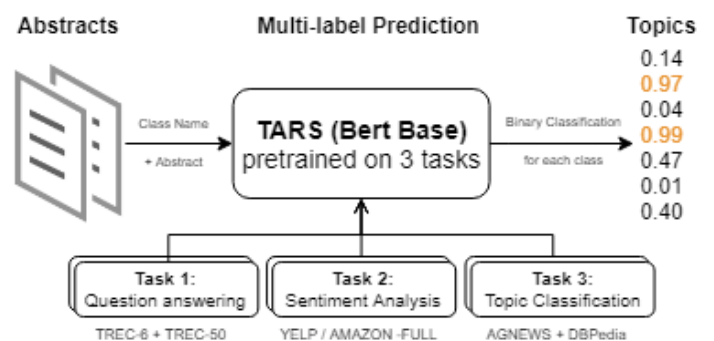 Abstracts
Multi-label Prediction
Topics
Class Name
+ Abstract
TARS (Bert Base)
pretrained on 3 tasks
Binary Classification
for each class
0.14
0.97
0.04
0.99
0.47
0.01
0.40
Task 1:
Question answering
TREC-6 + TREC-50
Task 2:
Sentiment Analysis
YELP / AMAZON -FULL
Task 3:
Topic Classification
AGNEWS + DBPedia